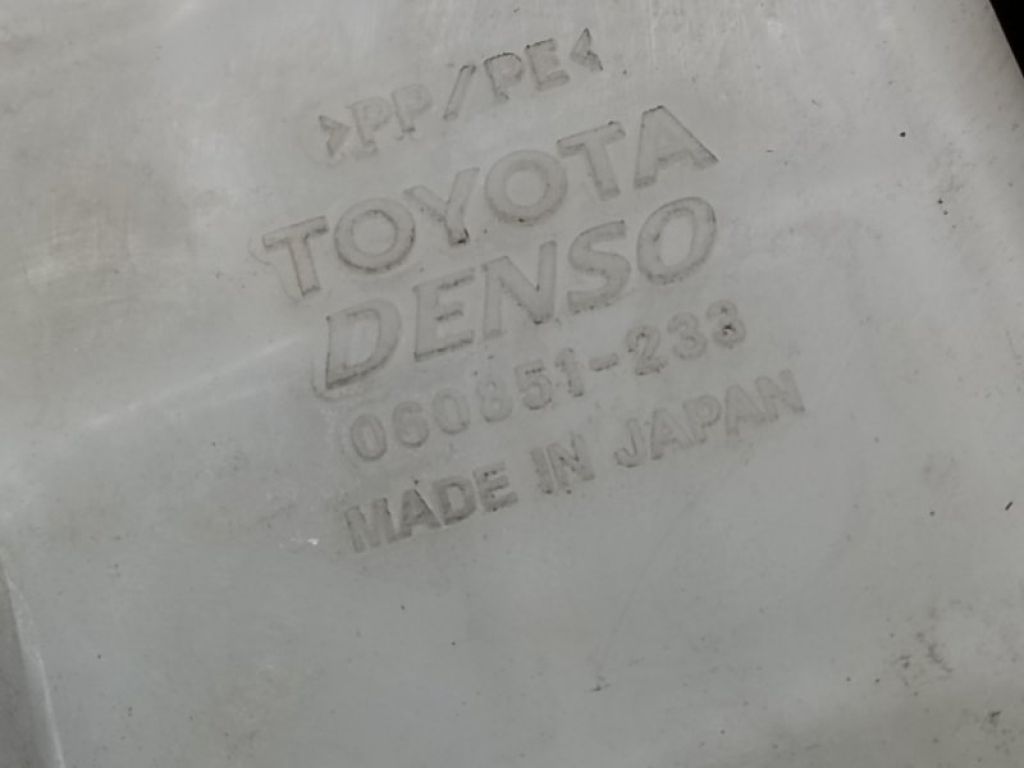 >PP/PE<
TOYOTA
DENSO
060851-233
MADE IN JAPAN